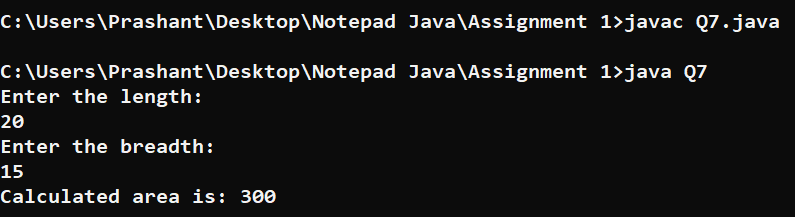 C:\Users\Prashant\Desktop\Notepad Java\Assignment 1>javac Q7.java
C:\Users\Prashant\Desktop\Notepad Java\Assignment 1>java Q7
Enter the length:
20
Enter the breadth:
15
Calculated area is: 300